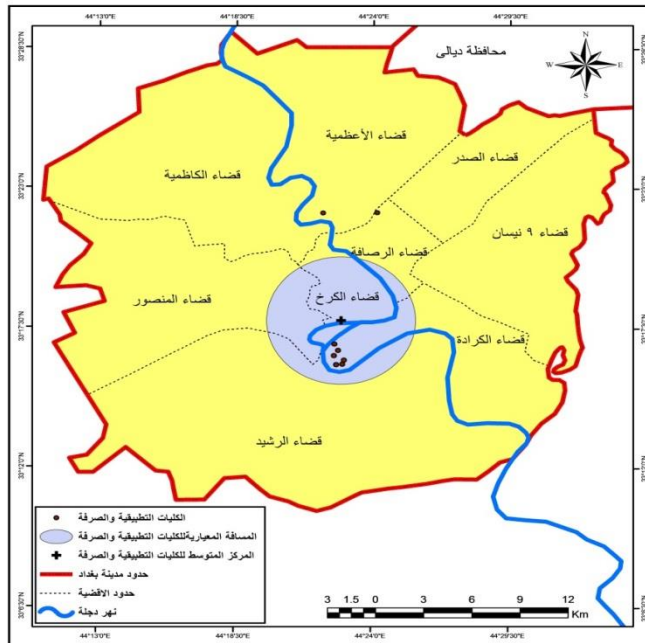 44°13'0"E 44°18'30"E 44°24'0"E 44°29'30"E
33°28'30"N
محافظة ديالى
N
W E
S
قضاء الأعظمية
قضاء الصدر
قضاء الكاظمية
33°23'0"N
قضاء ٩ نيسان
قضاء الرصافة
قضاء المنصور
قضاء الكرخ
33°17'30"N
قضاء الكرادة
قضاء الرشيد
33°12'0"N
الكليات التطبيقية والصرفة
المسافة المعياريةللكليات التطبيقية والصرفة
المركز المتوسط للكليات التطبيقية والصرفة
حدود مدينة بغداد
حدود الاقضية
نهر دجلة
3 1.5 0 3 6 9 12
Km
33°6'30"N
44°13'0"E 44°18'30"E 44°24'0"E 44°29'30"E